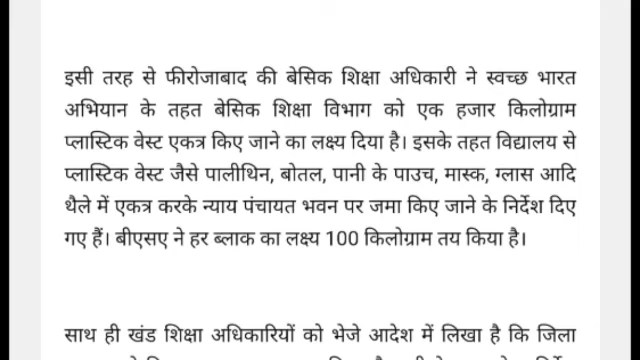 इसी तरह से फीरोजाबाद की बेसिक शिक्षा अधिकारी ने स्वच्छ भारत
अभियान के तहत बेसिक शिक्षा विभाग को एक हजार किलोग्राम
प्लास्टिक वेस्ट एकत्र किए जाने का लक्ष्य दिया है। इसके तहत विद्यालय से
प्लास्टिक वेस्ट जैसे पालीथिन, बोतल, पानी के पाउच, मास्क, ग्लास आदि
थैले में एकत्र करके न्याय पंचायत भवन पर जमा किए जाने के निर्देश दिए
गए हैं। बीएसए ने हर ब्लाक का लक्ष्य 100 किलोग्राम तय किया है।
साथ ही खंड शिक्षा अधिकारियों को भेजे आदेश में लिखा है कि जिला